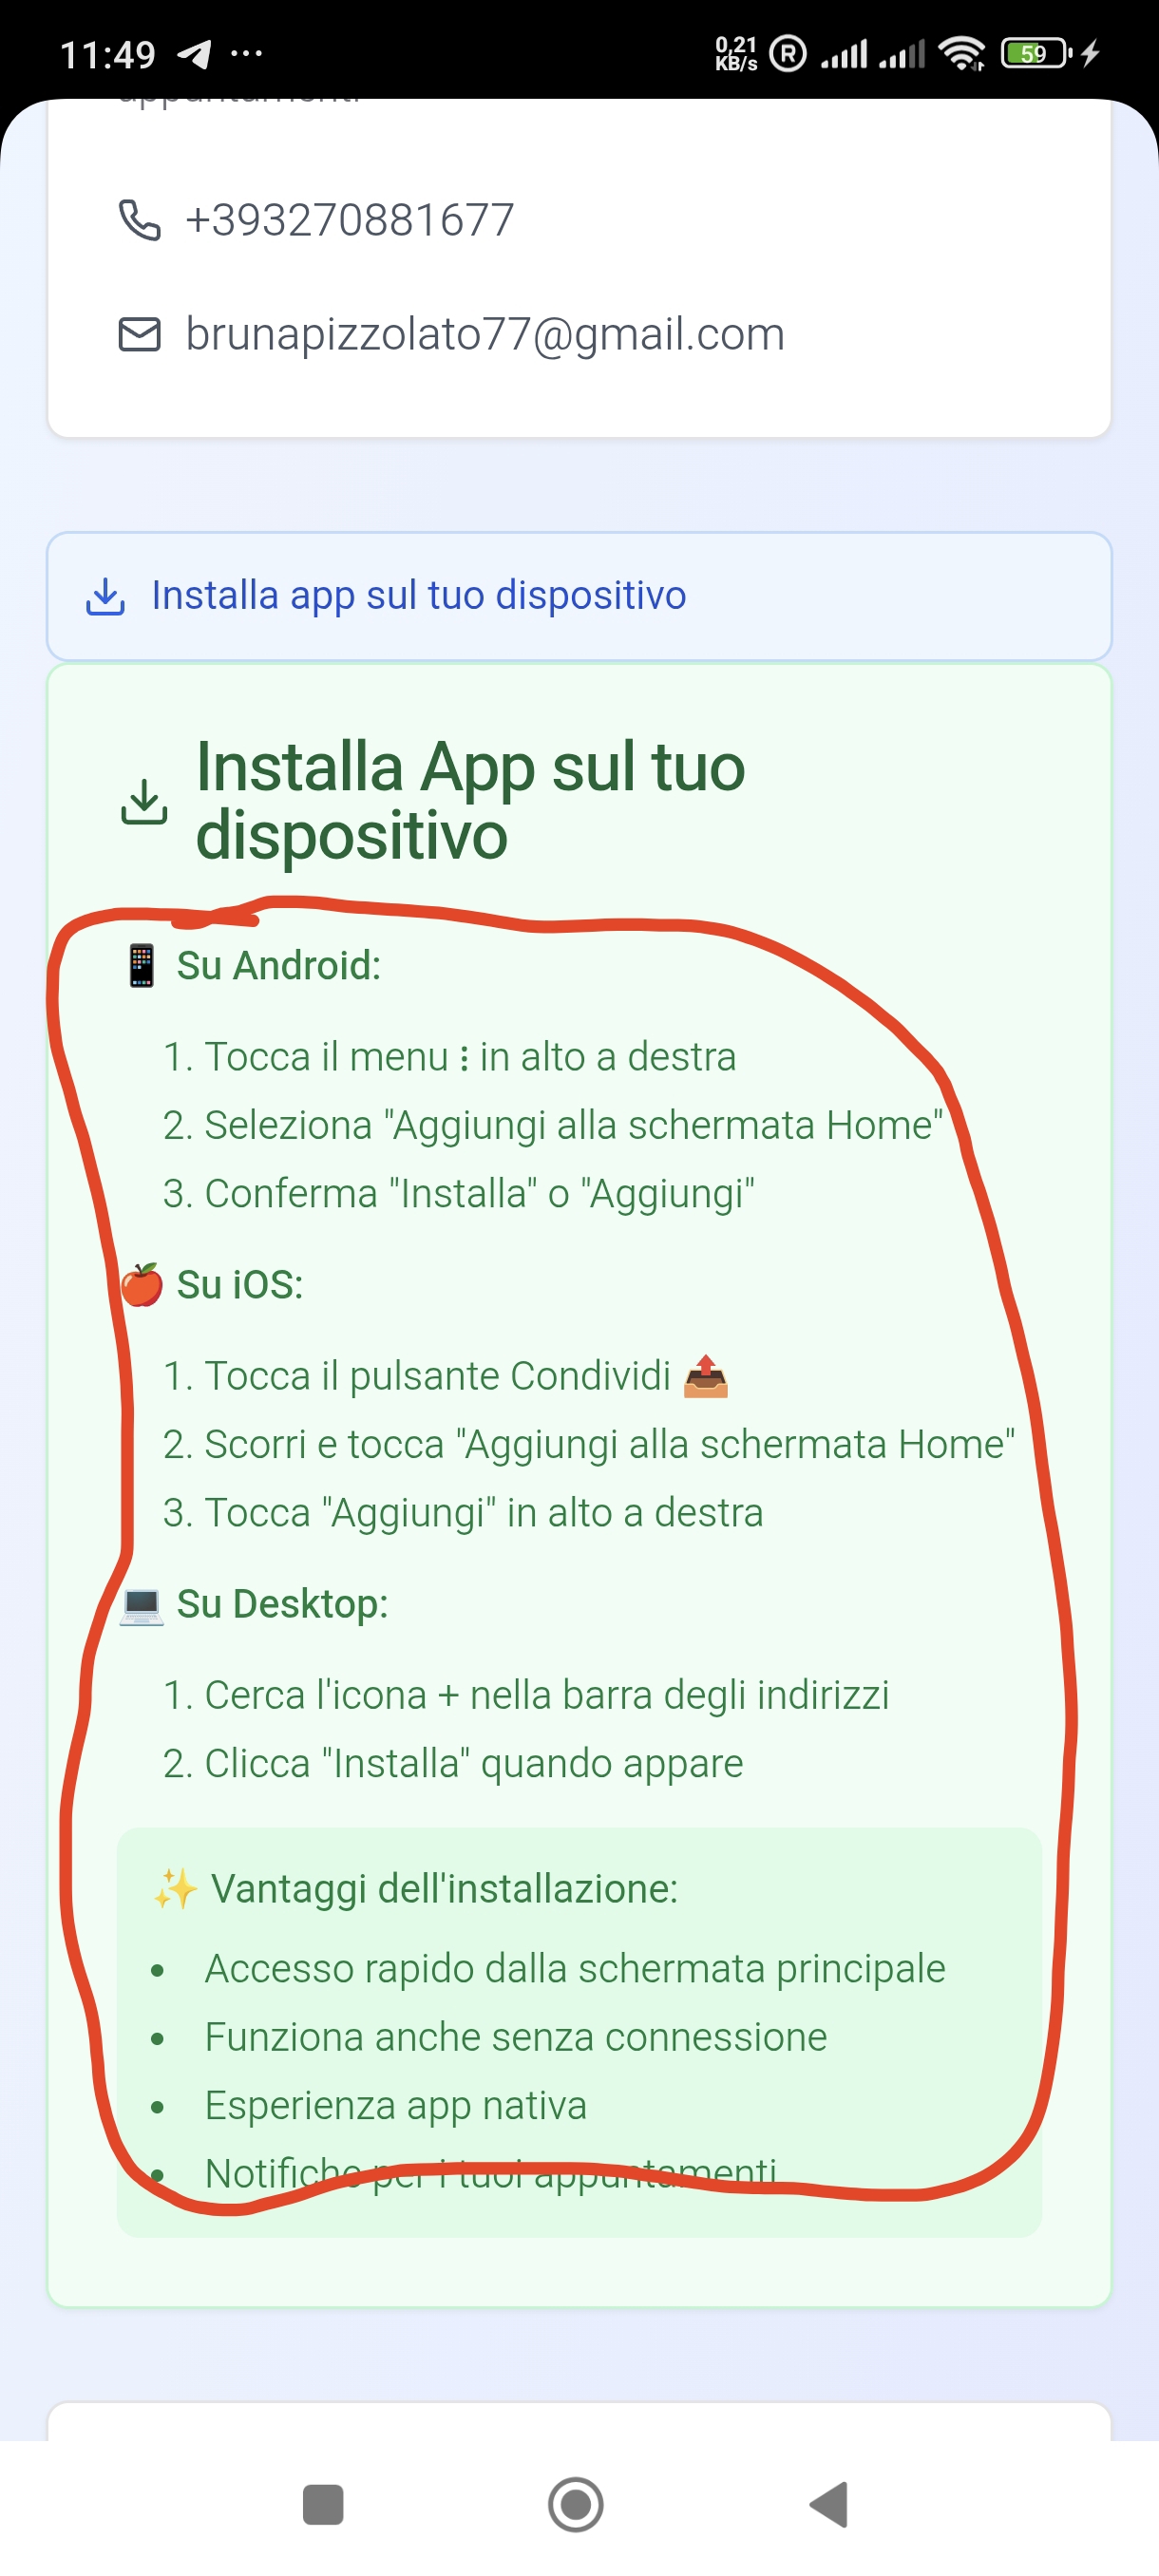 11:49
0,21
KB/s
R
59
appuntamenti
+393270881677
brunapizzolato77@gmail.com
Installa app sul tuo dispositivo
Installa App sul tuo
dispositivo
Su Android:
1. Tocca il menu ⋮ in alto a destra
2. Seleziona "Aggiungi alla schermata Home"
3. Conferma "Installa" o "Aggiungi"
Su iOS:
1. Tocca il pulsante Condividi
2. Scorri e tocca "Aggiungi alla schermata Home"
3. Tocca "Aggiungi" in alto a destra
Su Desktop:
1. Cerca l'icona + nella barra degli indirizzi
2. Clicca "Installa" quando appare
✨ Vantaggi dell'installazione:
• Accesso rapido dalla schermata principale
• Funziona anche senza connessione
• Esperienza app nativa
• Notifiche per i tuoi appuntamenti